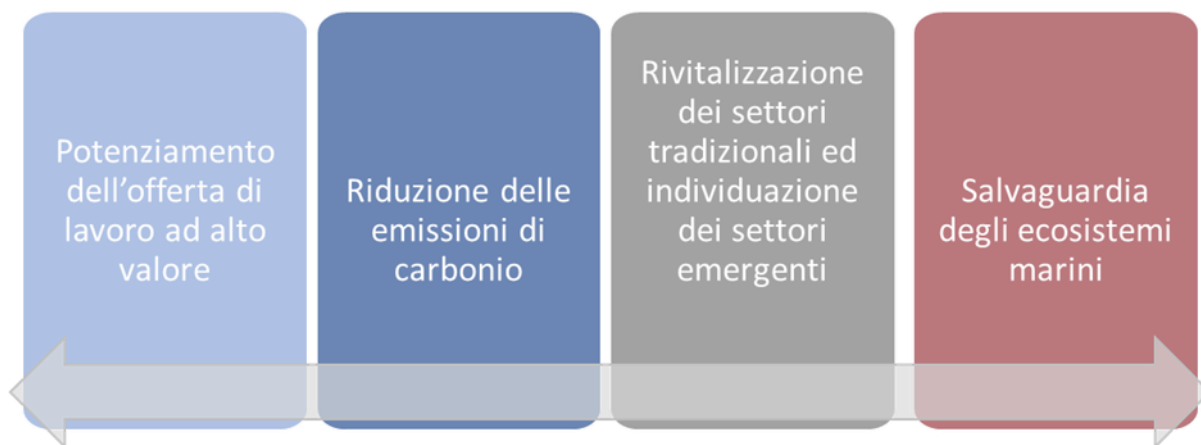 Potenziamento
dell’offerta di
lavoro ad alto
valore
Riduzione delle
emissioni di
carbonio
Rivitalizzazione
dei settori
tradizionali ed
individuazione
dei settori
emergenti
Salvaguardia
degli ecosistemi
marini